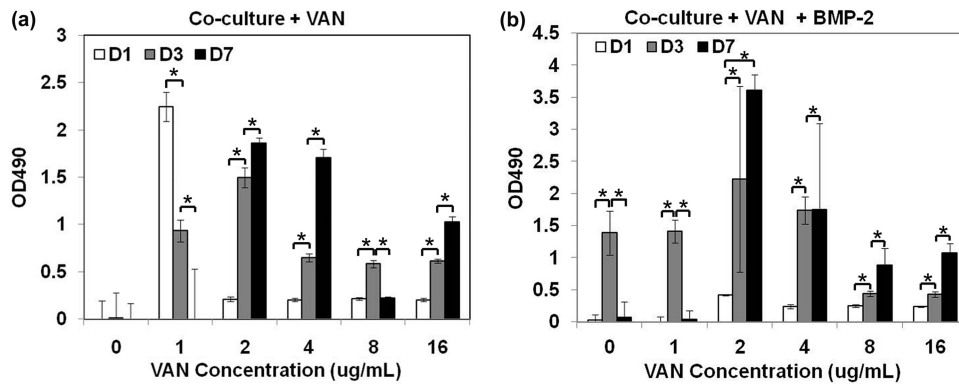 (a)
Co-culture + VAN
D1 D3 D7
OD490
3
2.5
2
1.5
1
0.5
0
* * * * * * * * * * *
0 1 2 4 8 16
VAN Concentration (ug/mL)
(b)
Co-culture + VAN + BMP-2
D1 D3 D7
OD490
4.5
4
3.5
3
2.5
2
1.5
1
0.5
0
* * * * * * * * * * * *
0 1 2 4 8 16
VAN Concentration (ug/mL)